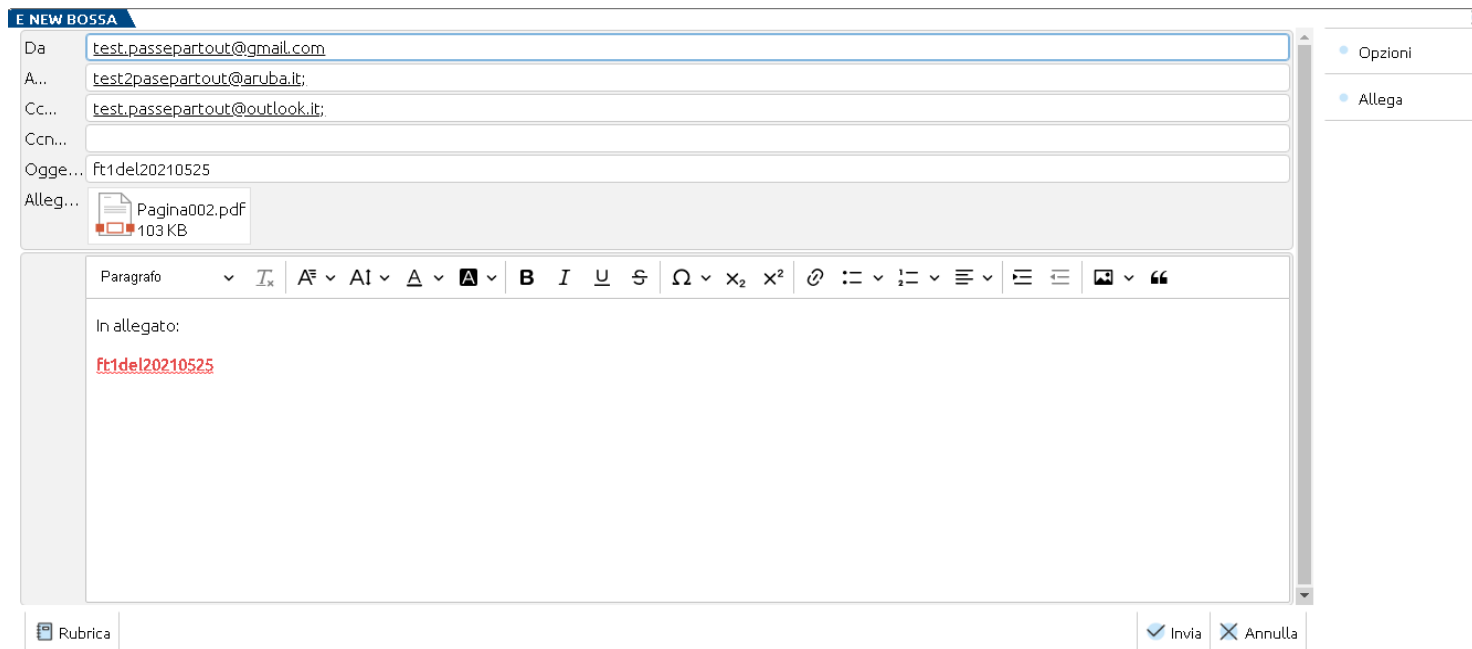 E NEW BOSSA
Da test.passepartout@gmail.com
A... test2pasepartout@aruba.it;
Cc... test.passepartout@outlook.it;
Ccn...
Ogge... ft1del20210525
Alleg... Pagina002.pdf
103 KB
Opzioni
Allega
Paragrafo
In allegato:
ft1del20210525
Rubrica Invia Annulla